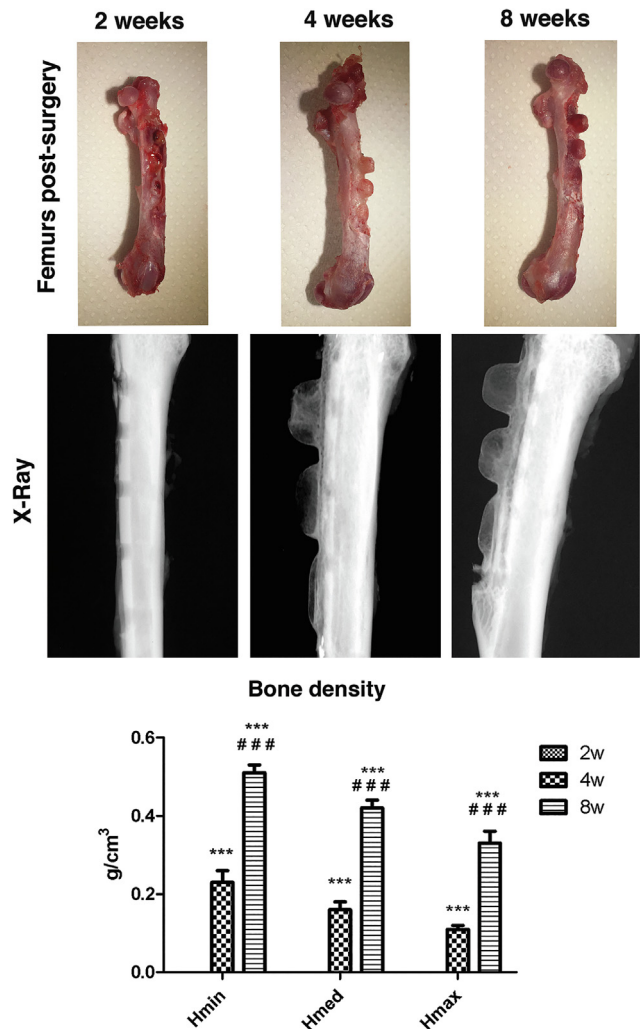 2 weeks 4 weeks 8 weeks
Femurs post-surgery
X-Ray
Bone density
g/cm³
0.6
0.4
0.2
0.0
***
***
###
***
***
###
***
***
###
2w
4w
8w
Hmin
Hmed
Hmax